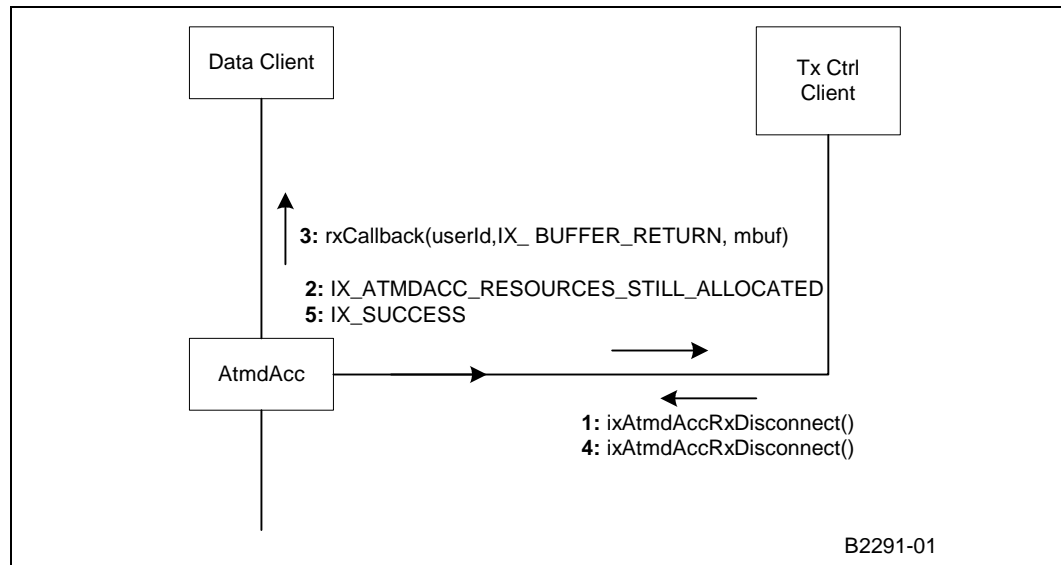 Data Client
Tx Ctrl
Client
3: rxCallback(userId,IX_ BUFFER_RETURN, mbuf)
2: IX_ATMDACC_RESOURCES_STILL_ALLOCATED
5: IX_SUCCESS
AtmdAcc
1: ixAtmdAccRxDisconnect()
4: ixAtmdAccRxDisconnect()
B2291-01